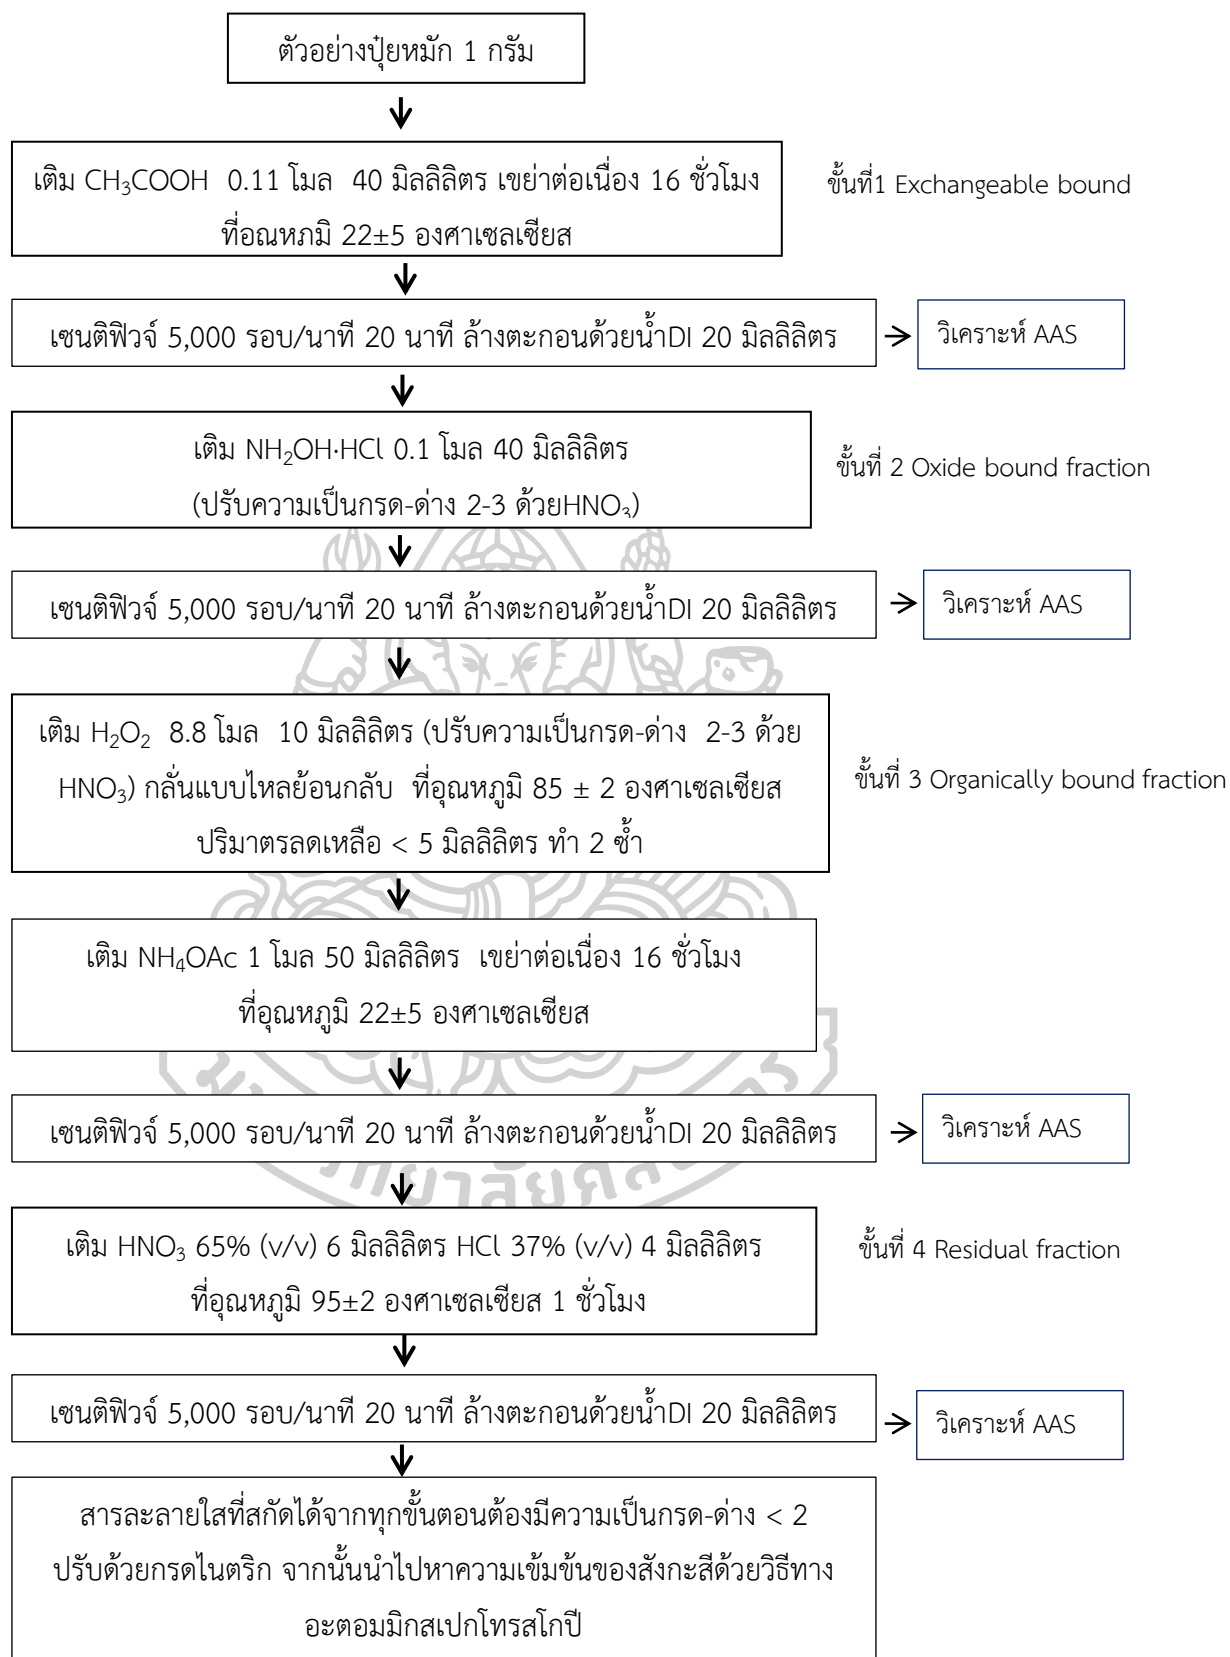 ตัวอย่างปุ๋ยหมัก 1 กรัม
เติม CH₃COOH 0.11 โมล 40 มิลลิลิตร เขย่าต่อเนื่อง 16 ชั่วโมง
ที่อุณหภูมิ 22±5 องศาเซลเซียส
ขั้นที่1 Exchangeable bound
เซนติฟิวจ์ 5,000 รอบ/นาที 20 นาที ล้างตะกอนด้วยน้ำDI 20 มิลลิลิตร
วิเคราะห์ AAS
เติม NH₂OH·HCl 0.1 โมล 40 มิลลิลิตร
(ปรับความเป็นกรด-ด่าง 2-3 ด้วยHNO₃)
ขั้นที่ 2 Oxide bound fraction
เซนติฟิวจ์ 5,000 รอบ/นาที 20 นาที ล้างตะกอนด้วยน้ำDI 20 มิลลิลิตร
วิเคราะห์ AAS
เติม H₂O₂ 8.8 โมล 10 มิลลิลิตร (ปรับความเป็นกรด-ด่าง 2-3 ด้วย
HNO₃) กลั่นแบบไหลย้อนกลับ ที่อุณหภูมิ 85 ± 2 องศาเซลเซียส
ปริมาตรลดเหลือ < 5 มิลลิลิตร ทำ 2 ซ้ำ
ขั้นที่ 3 Organically bound fraction
เติม NH₄OAc 1 โมล 50 มิลลิลิตร เขย่าต่อเนื่อง 16 ชั่วโมง
ที่อุณหภูมิ 22±5 องศาเซลเซียส
เซนติฟิวจ์ 5,000 รอบ/นาที 20 นาที ล้างตะกอนด้วยน้ำDI 20 มิลลิลิตร
วิเคราะห์ AAS
เติม HNO₃ 65% (v/v) 6 มิลลิลิตร HCl 37% (v/v) 4 มิลลิลิตร
ที่อุณหภูมิ 95±2 องศาเซลเซียส 1 ชั่วโมง
ขั้นที่ 4 Residual fraction
เซนติฟิวจ์ 5,000 รอบ/นาที 20 นาที ล้างตะกอนด้วยน้ำDI 20 มิลลิลิตร
วิเคราะห์ AAS
สารละลายใสที่สกัดได้จากทุกขั้นตอนต้องมีความเป็นกรด-ด่าง < 2
ปรับด้วยกรดไนตริก จากนั้นนำไปหาความเข้มข้นของสังกะสีด้วยวิธีทาง
อะตอมมิกสเปกโทรสโกปี